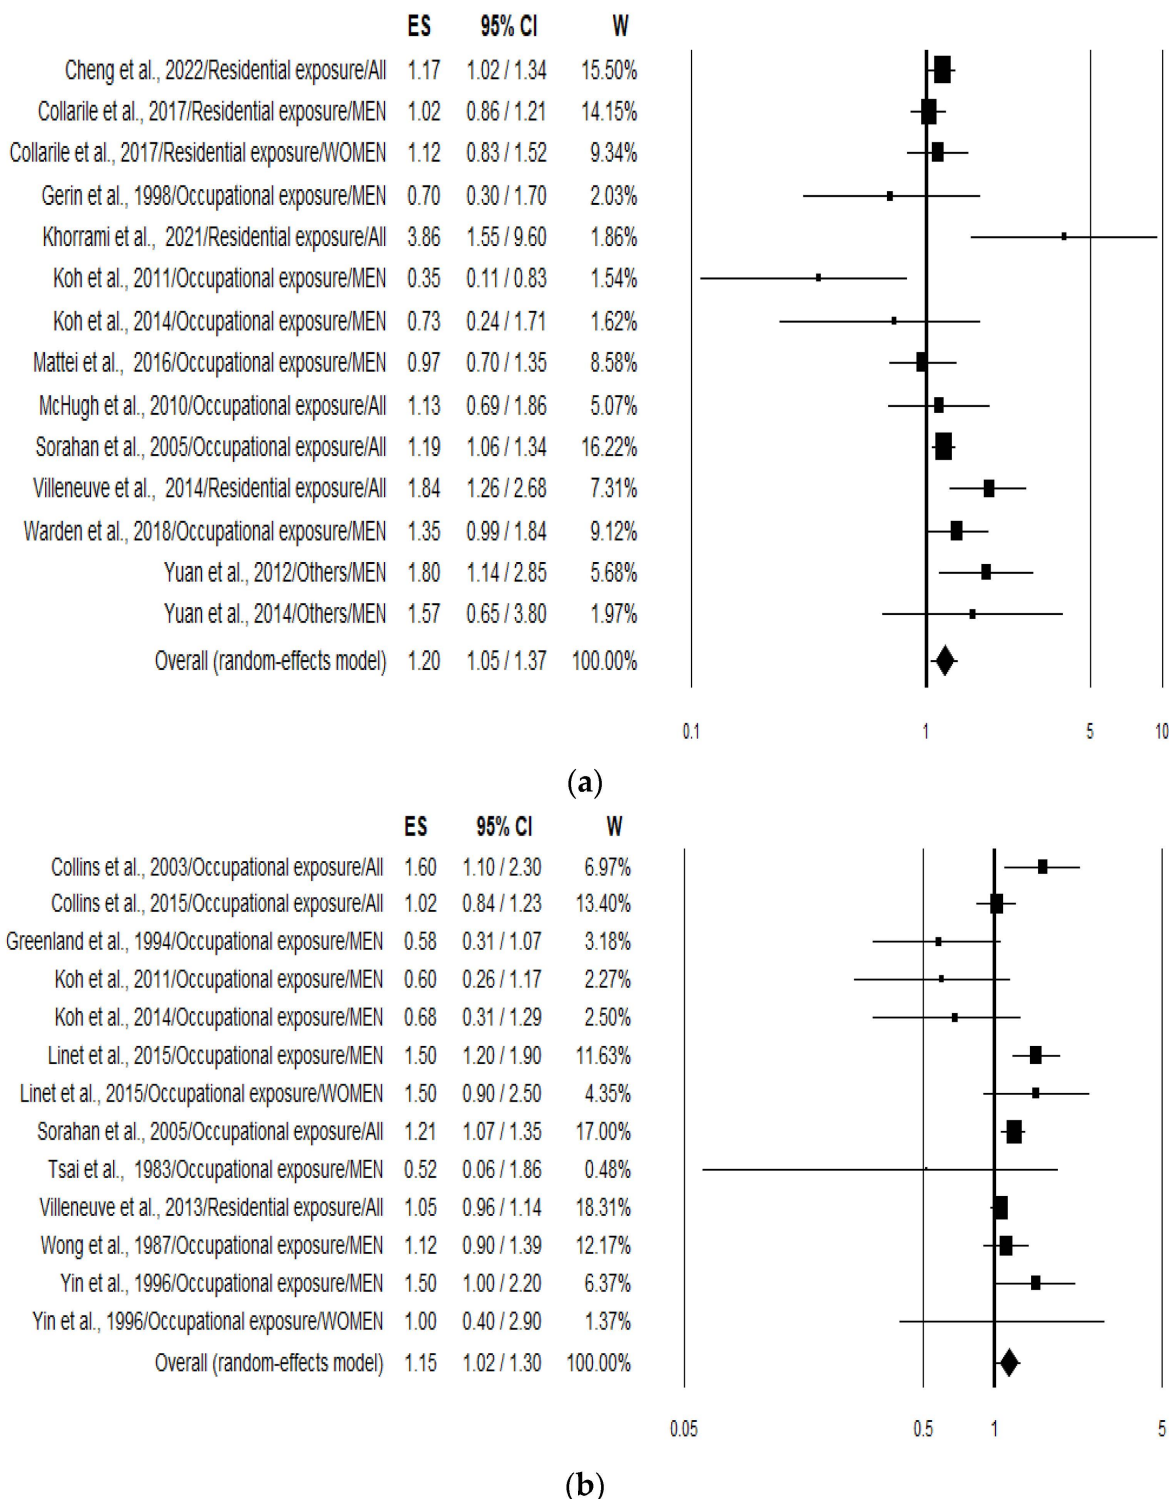 ES 95% CI W
Cheng et al., 2022/Residential exposure/All 1.17 1.02 / 1.34 15.50%
Collarile et al., 2017/Residential exposure/MEN 1.02 0.86 / 1.21 14.15%
Collarile et al., 2017/Residential exposure/WOMEN 1.12 0.83 / 1.52 9.34%
Gerin et al., 1998/Occupational exposure/MEN 0.70 0.30 / 1.70 2.03%
Khorrami et al., 2021/Residential exposure/All 3.86 1.55 / 9.60 1.86%
Koh et al., 2011/Occupational exposure/MEN 0.35 0.11 / 0.83 1.54%
Koh et al., 2014/Occupational exposure/MEN 0.73 0.24 / 1.71 1.62%
Mattei et al., 2016/Occupational exposure/MEN 0.97 0.70 / 1.35 8.58%
McHugh et al., 2010/Occupational exposure/All 1.13 0.69 / 1.86 5.07%
Sorahan et al., 2005/Occupational exposure/All 1.19 1.06 / 1.34 16.22%
Villeneuve et al., 2014/Residential exposure/All 1.84 1.26 / 2.68 7.31%
Warden et al., 2018/Occupational exposure/MEN 1.35 0.99 / 1.84 9.12%
Yuan et al., 2012/Others/MEN 1.80 1.14 / 2.85 5.68%
Yuan et al., 2014/Others/MEN 1.57 0.65 / 3.80 1.97%
Overall (random-effects model) 1.20 1.05 / 1.37 100.00%
0.1 1 5 10
(a)
ES 95% CI W
Collins et al., 2003/Occupational exposure/All 1.60 1.10 / 2.30 6.97%
Collins et al., 2015/Occupational exposure/All 1.02 0.84 / 1.23 13.40%
Greenland et al., 1994/Occupational exposure/MEN 0.58 0.31 / 1.07 3.18%
Koh et al., 2011/Occupational exposure/MEN 0.60 0.26 / 1.17 2.27%
Koh et al., 2014/Occupational exposure/MEN 0.68 0.31 / 1.29 2.50%
Linet et al., 2015/Occupational exposure/MEN 1.50 1.20 / 1.90 11.63%
Linet et al., 2015/Occupational exposure/WOMEN 1.50 0.90 / 2.50 4.35%
Sorahan et al., 2005/Occupational exposure/All 1.21 1.07 / 1.35 17.00%
Tsai et al., 1983/Occupational exposure/MEN 0.52 0.06 / 1.86 0.48%
Villeneuve et al., 2013/Residential exposure/All 1.05 0.96 / 1.14 18.31%
Wong et al., 1987/Occupational exposure/MEN 1.12 0.90 / 1.39 12.17%
Yin et al., 1996/Occupational exposure/MEN 1.50 1.00 / 2.20 6.37%
Yin et al., 1996/Occupational exposure/WOMEN 1.00 0.40 / 2.90 1.37%
Overall (random-effects model) 1.15 1.02 / 1.30 100.00%
0.05 0.5 1 5
(b)